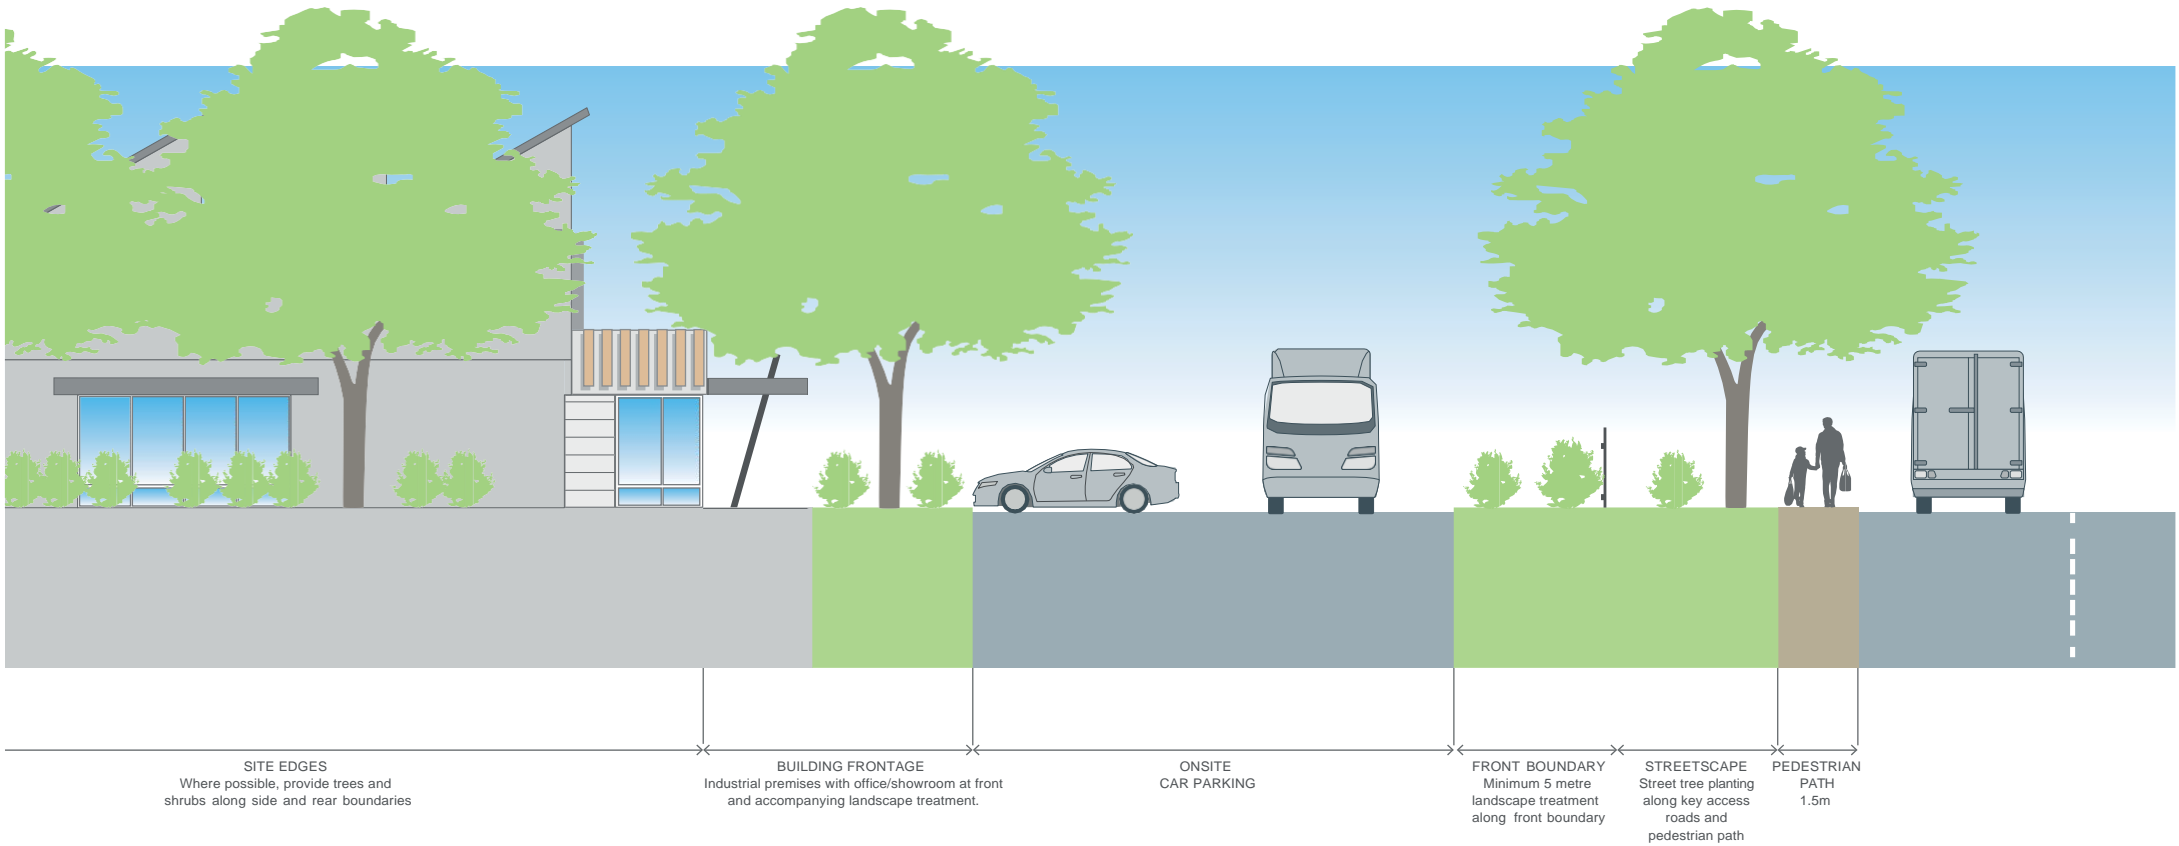 SITE EDGES
Where possible, provide trees and
shrubs along side and rear boundaries
BUILDING FRONTAGE
Industrial premises with office/showroom at front
and accompanying landscape treatment.
ONSITE
CAR PARKING
FRONT BOUNDARY
Minimum 5 metre
landscape treatment
along front boundary
STREETSCAPE
Street tree planting
along key access
roads and
pedestrian path
PEDESTRIAN
PATH
1.5m